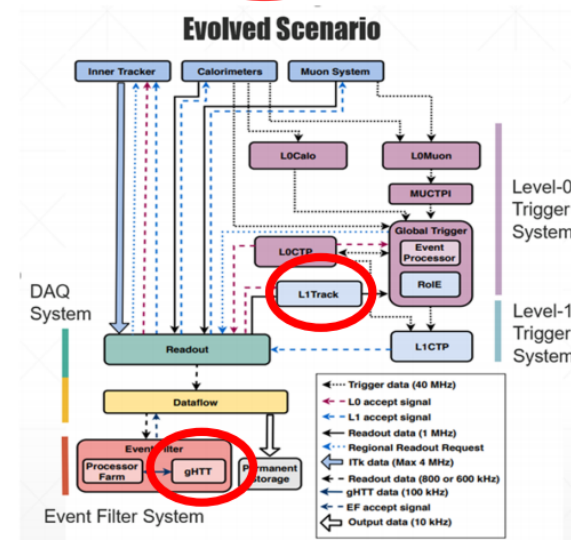 Evolved Scenario
Inner Tracker
Calorimeters
Muon System
L0Calo
L0Muon
MUCTPI
Level-0
Trigger
System
Global Trigger
L0CTP
Event
Processor
L1Track
RoIE
DAQ
System
Level-1
Trigger
System
Readout
L1CTP
Dataflow
Trigger data (40 MHz)
L0 accept signal
L1 accept signal
Readout data (1 MHz)
Regional Readout Request
ITk data (Max 4 MHz)
Readout data (800 or 600 kHz)
gHTT data (100 kHz)
EF accept signal
Output data (10 kHz)
Event Filter
Processor
Farm
gHTT
Permanent
Storage
Event Filter System